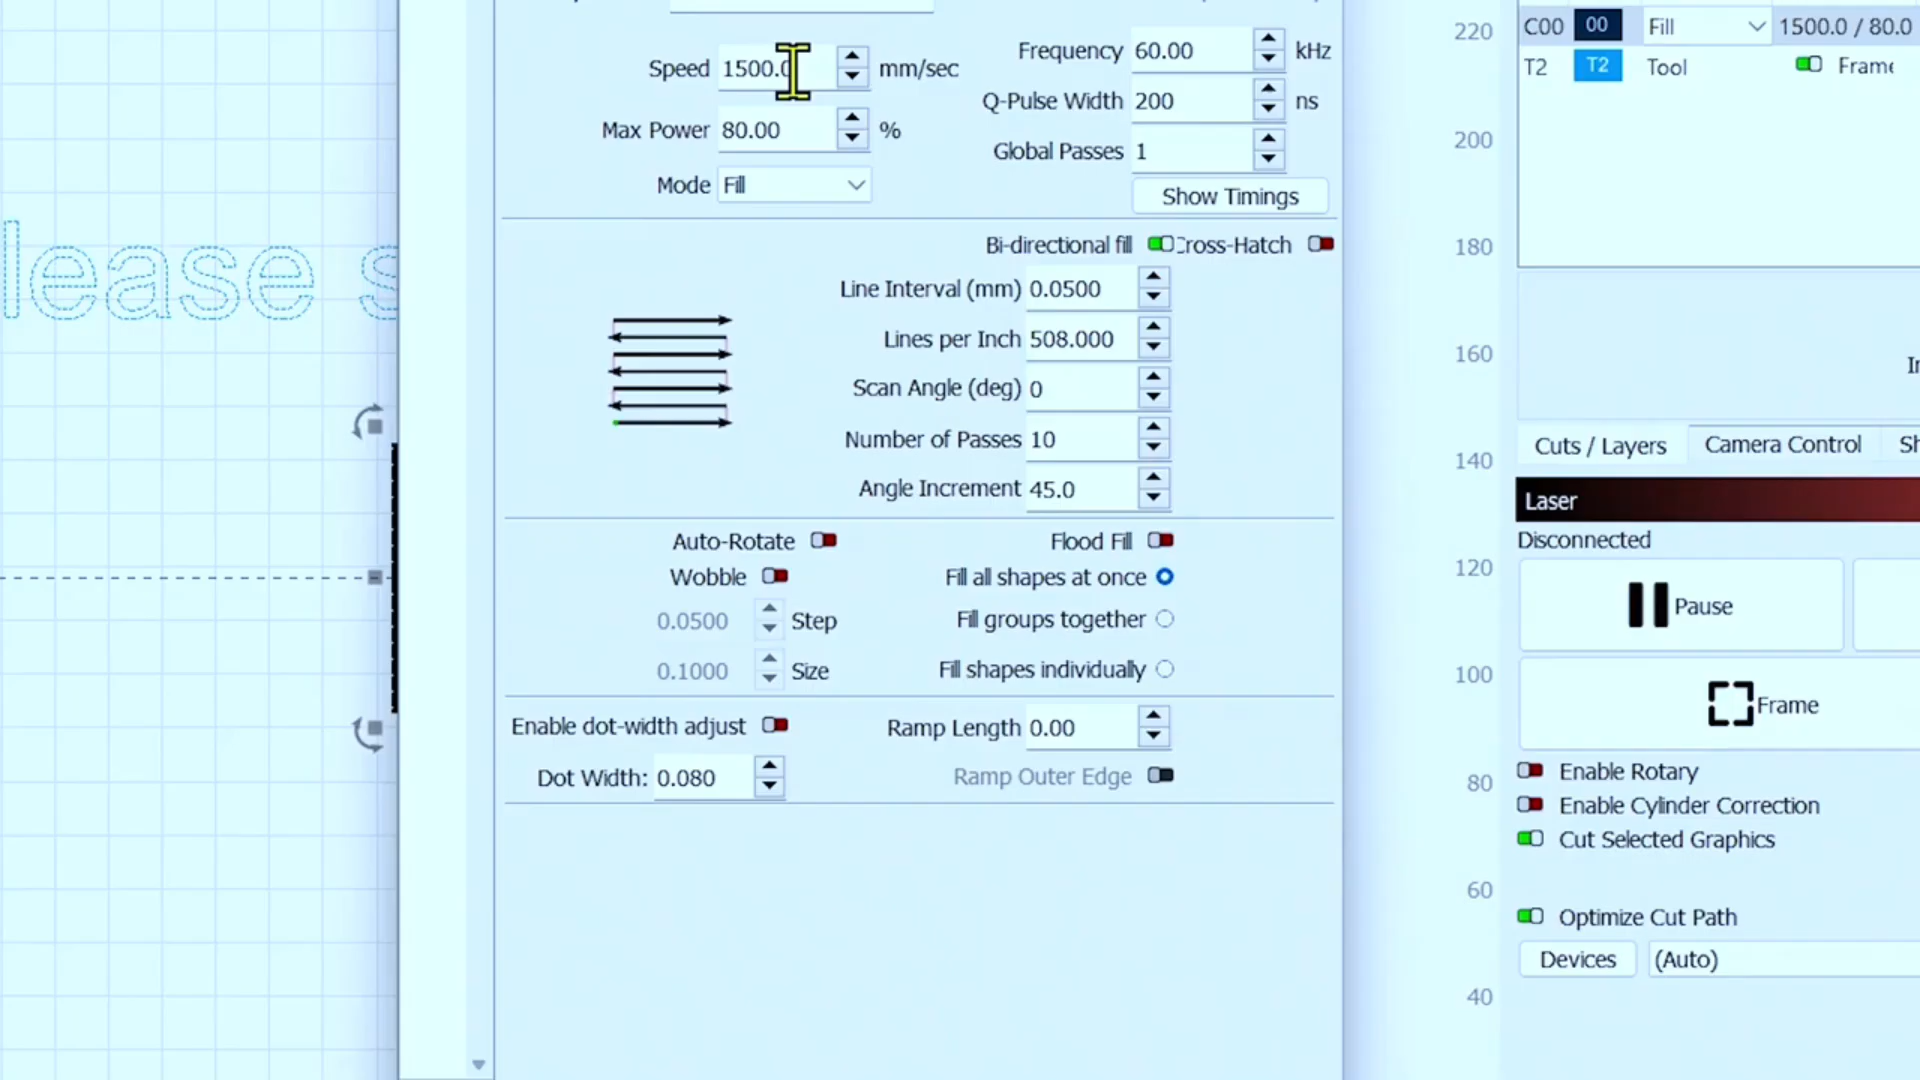 lease s
Speed 1500.0 mm/sec
Max Power 80.00 %
Mode Fill
Frequency 60.00 kHz
Q-Pulse Width 200 ns
Global Passes 1
Show Timings
Bi-directional fill Cross-Hatch
Line Interval (mm) 0.0500
Lines per Inch 508.000
Scan Angle (deg) 0
Number of Passes 10
Angle Increment 45.0
Auto-Rotate
Wobble
0.0500 Step
0.1000 Size
Flood Fill
Fill all shapes at once
Fill groups together
Fill shapes individually
Enable dot-width adjust
Dot Width: 0.080
Ramp Length 0.00
Ramp Outer Edge
220
200
180
160
140
120
100
80
60
40
C00 00 Fill 1500.0 / 80.0
T2 T2 Tool Frame
Cuts / Layers Camera Control
Laser
Disconnected
Pause
Frame
Enable Rotary
Enable Cylinder Correction
Cut Selected Graphics
Optimize Cut Path
Devices (Auto)